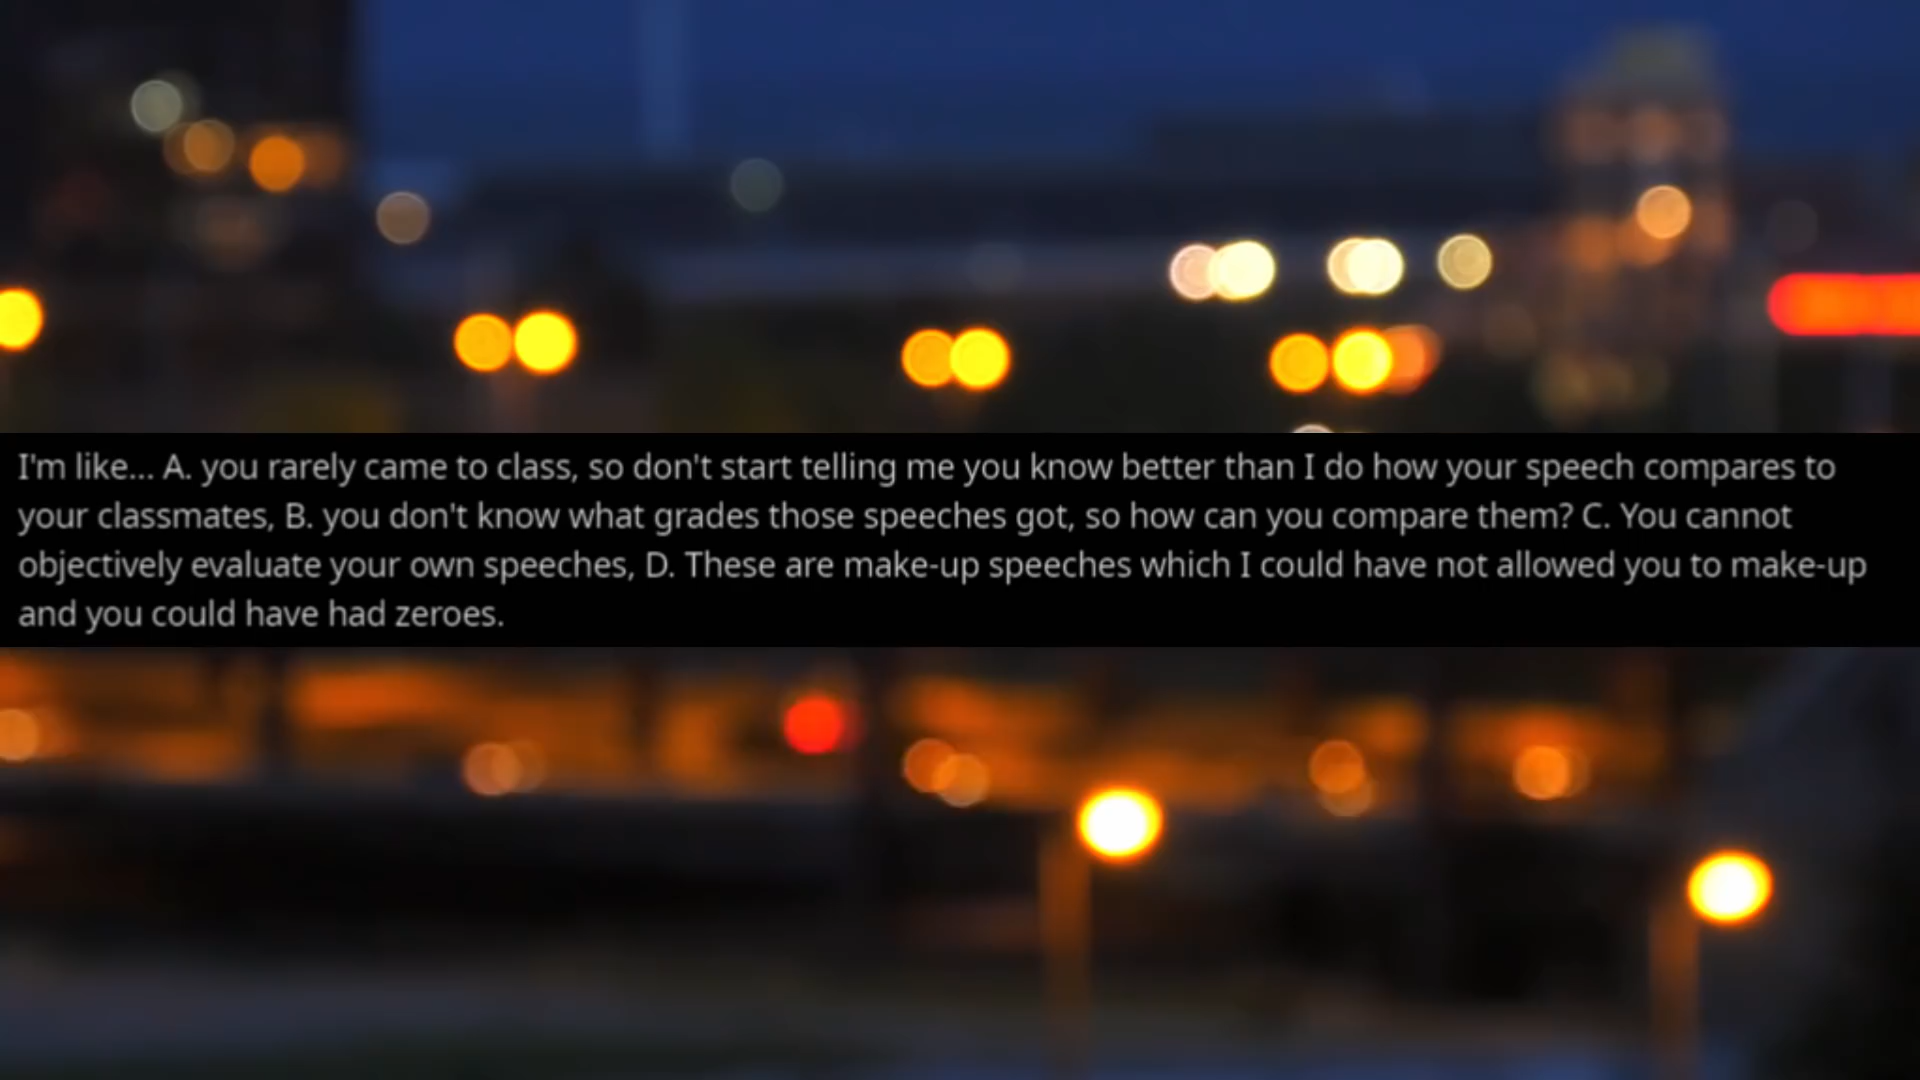 I'm like... A. you rarely came to class, so don't start telling me you know better than I do how your speech compares to
your classmates, B. you don't know what grades those speeches got, so how can you compare them? C. You cannot
objectively evaluate your own speeches, D. These are make-up speeches which I could have not allowed you to make-up
and you could have had zeroes.